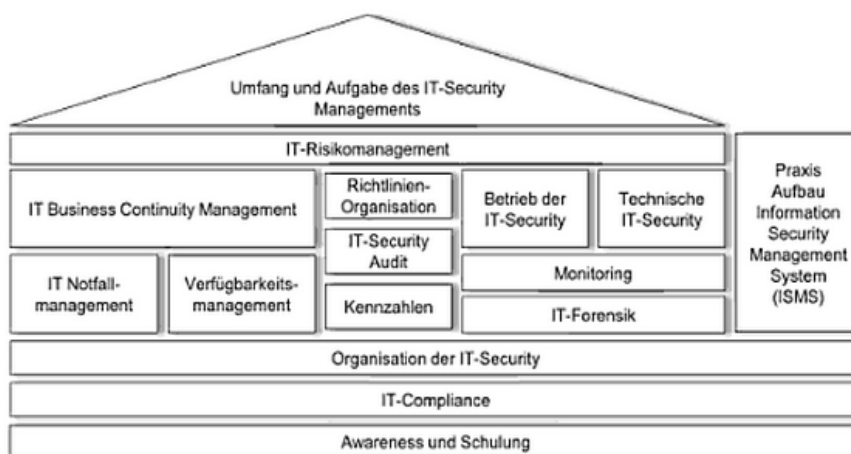 Umfang und Aufgabe des IT-Security
Managements
IT-Risikomanagement
IT Business Continuity Management
Richtlinien-
Organisation
Betrieb der
IT-Security
Technische
IT-Security
IT-Security
Audit
IT Notfall-
management
Verfügbarkeits-
management
Kennzahlen
Monitoring
IT-Forensik
Praxis
Aufbau
Information
Security
Management
System
(ISMS)
Organisation der IT-Security
IT-Compliance
Awareness und Schulung